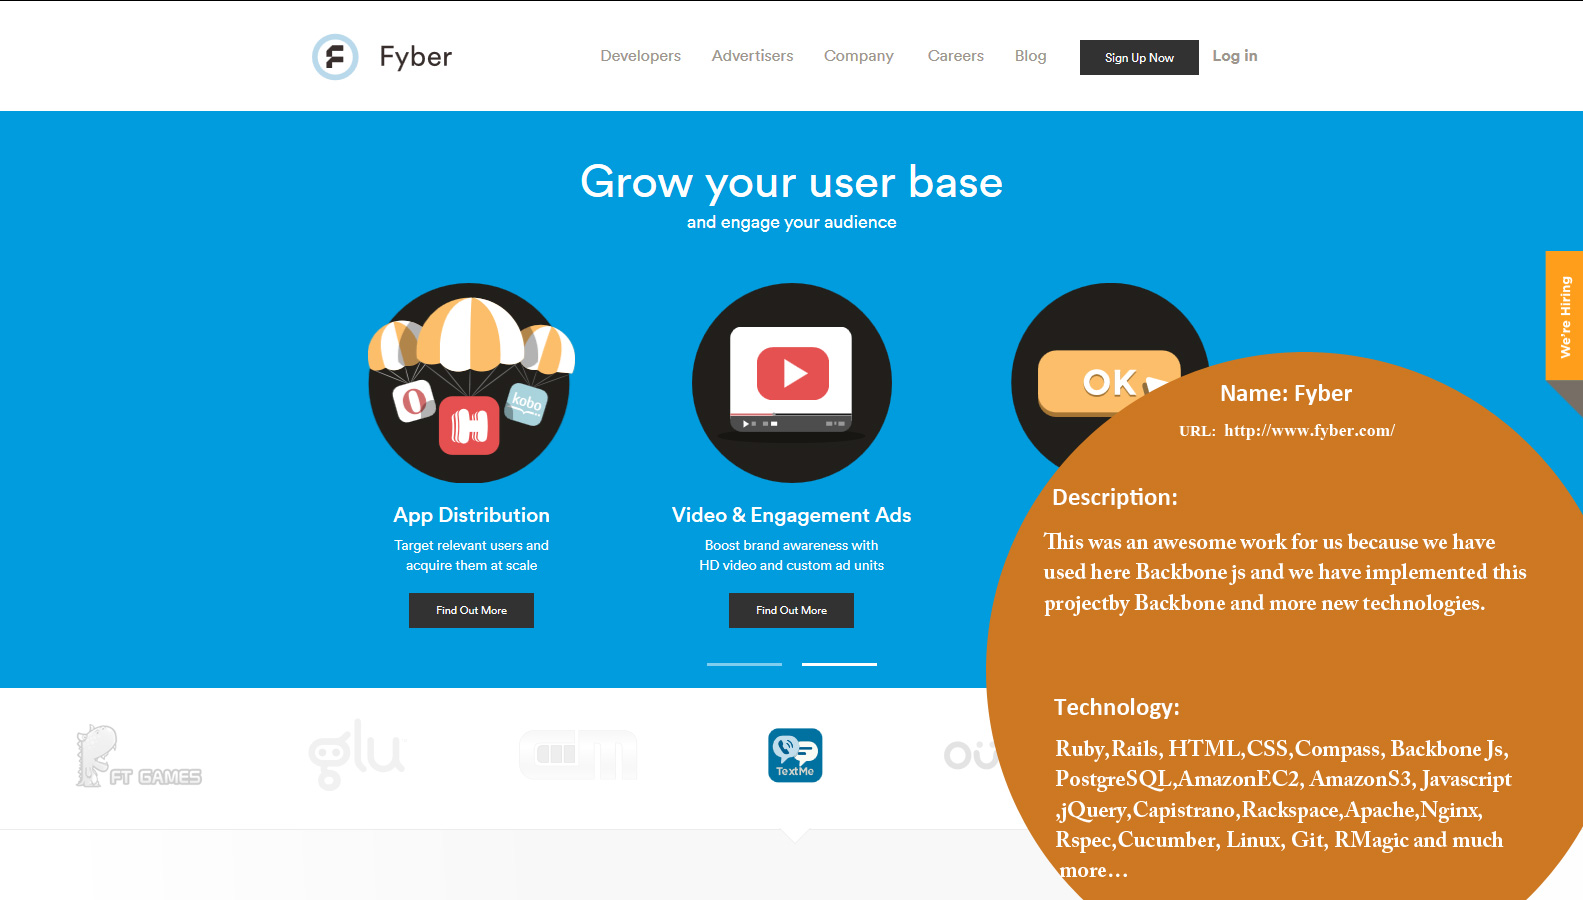 Fyber
Developers
Advertisers
Company
Careers
Blog
Sign Up Now
Log in
Grow your user base
and engage your audience
We're Hiring
kobo
OK
App Distribution
Target relevant users and
acquire them at scale
Find Out More
Video & Engagement Ads
Boost brand awareness with
HD video and custom ad units
Find Out More
Name: Fyber
URL: http://www.fyber.com/
Description:
This was an awesome work for us because we have
used here Backbone js and we have implemented this
projectby Backbone and more new technologies.
Technology:
Ruby,Rails, HTML,CSS,Compass, Backbone Js,
PostgreSQL,AmazonEC2, AmazonS3, Javascript
,jQuery,Capistrano,Rackspace,Apache,Nginx,
Rspec,Cucumber, Linux, Git, RMagic and much
more...
FT GAMES
glu
TextMe